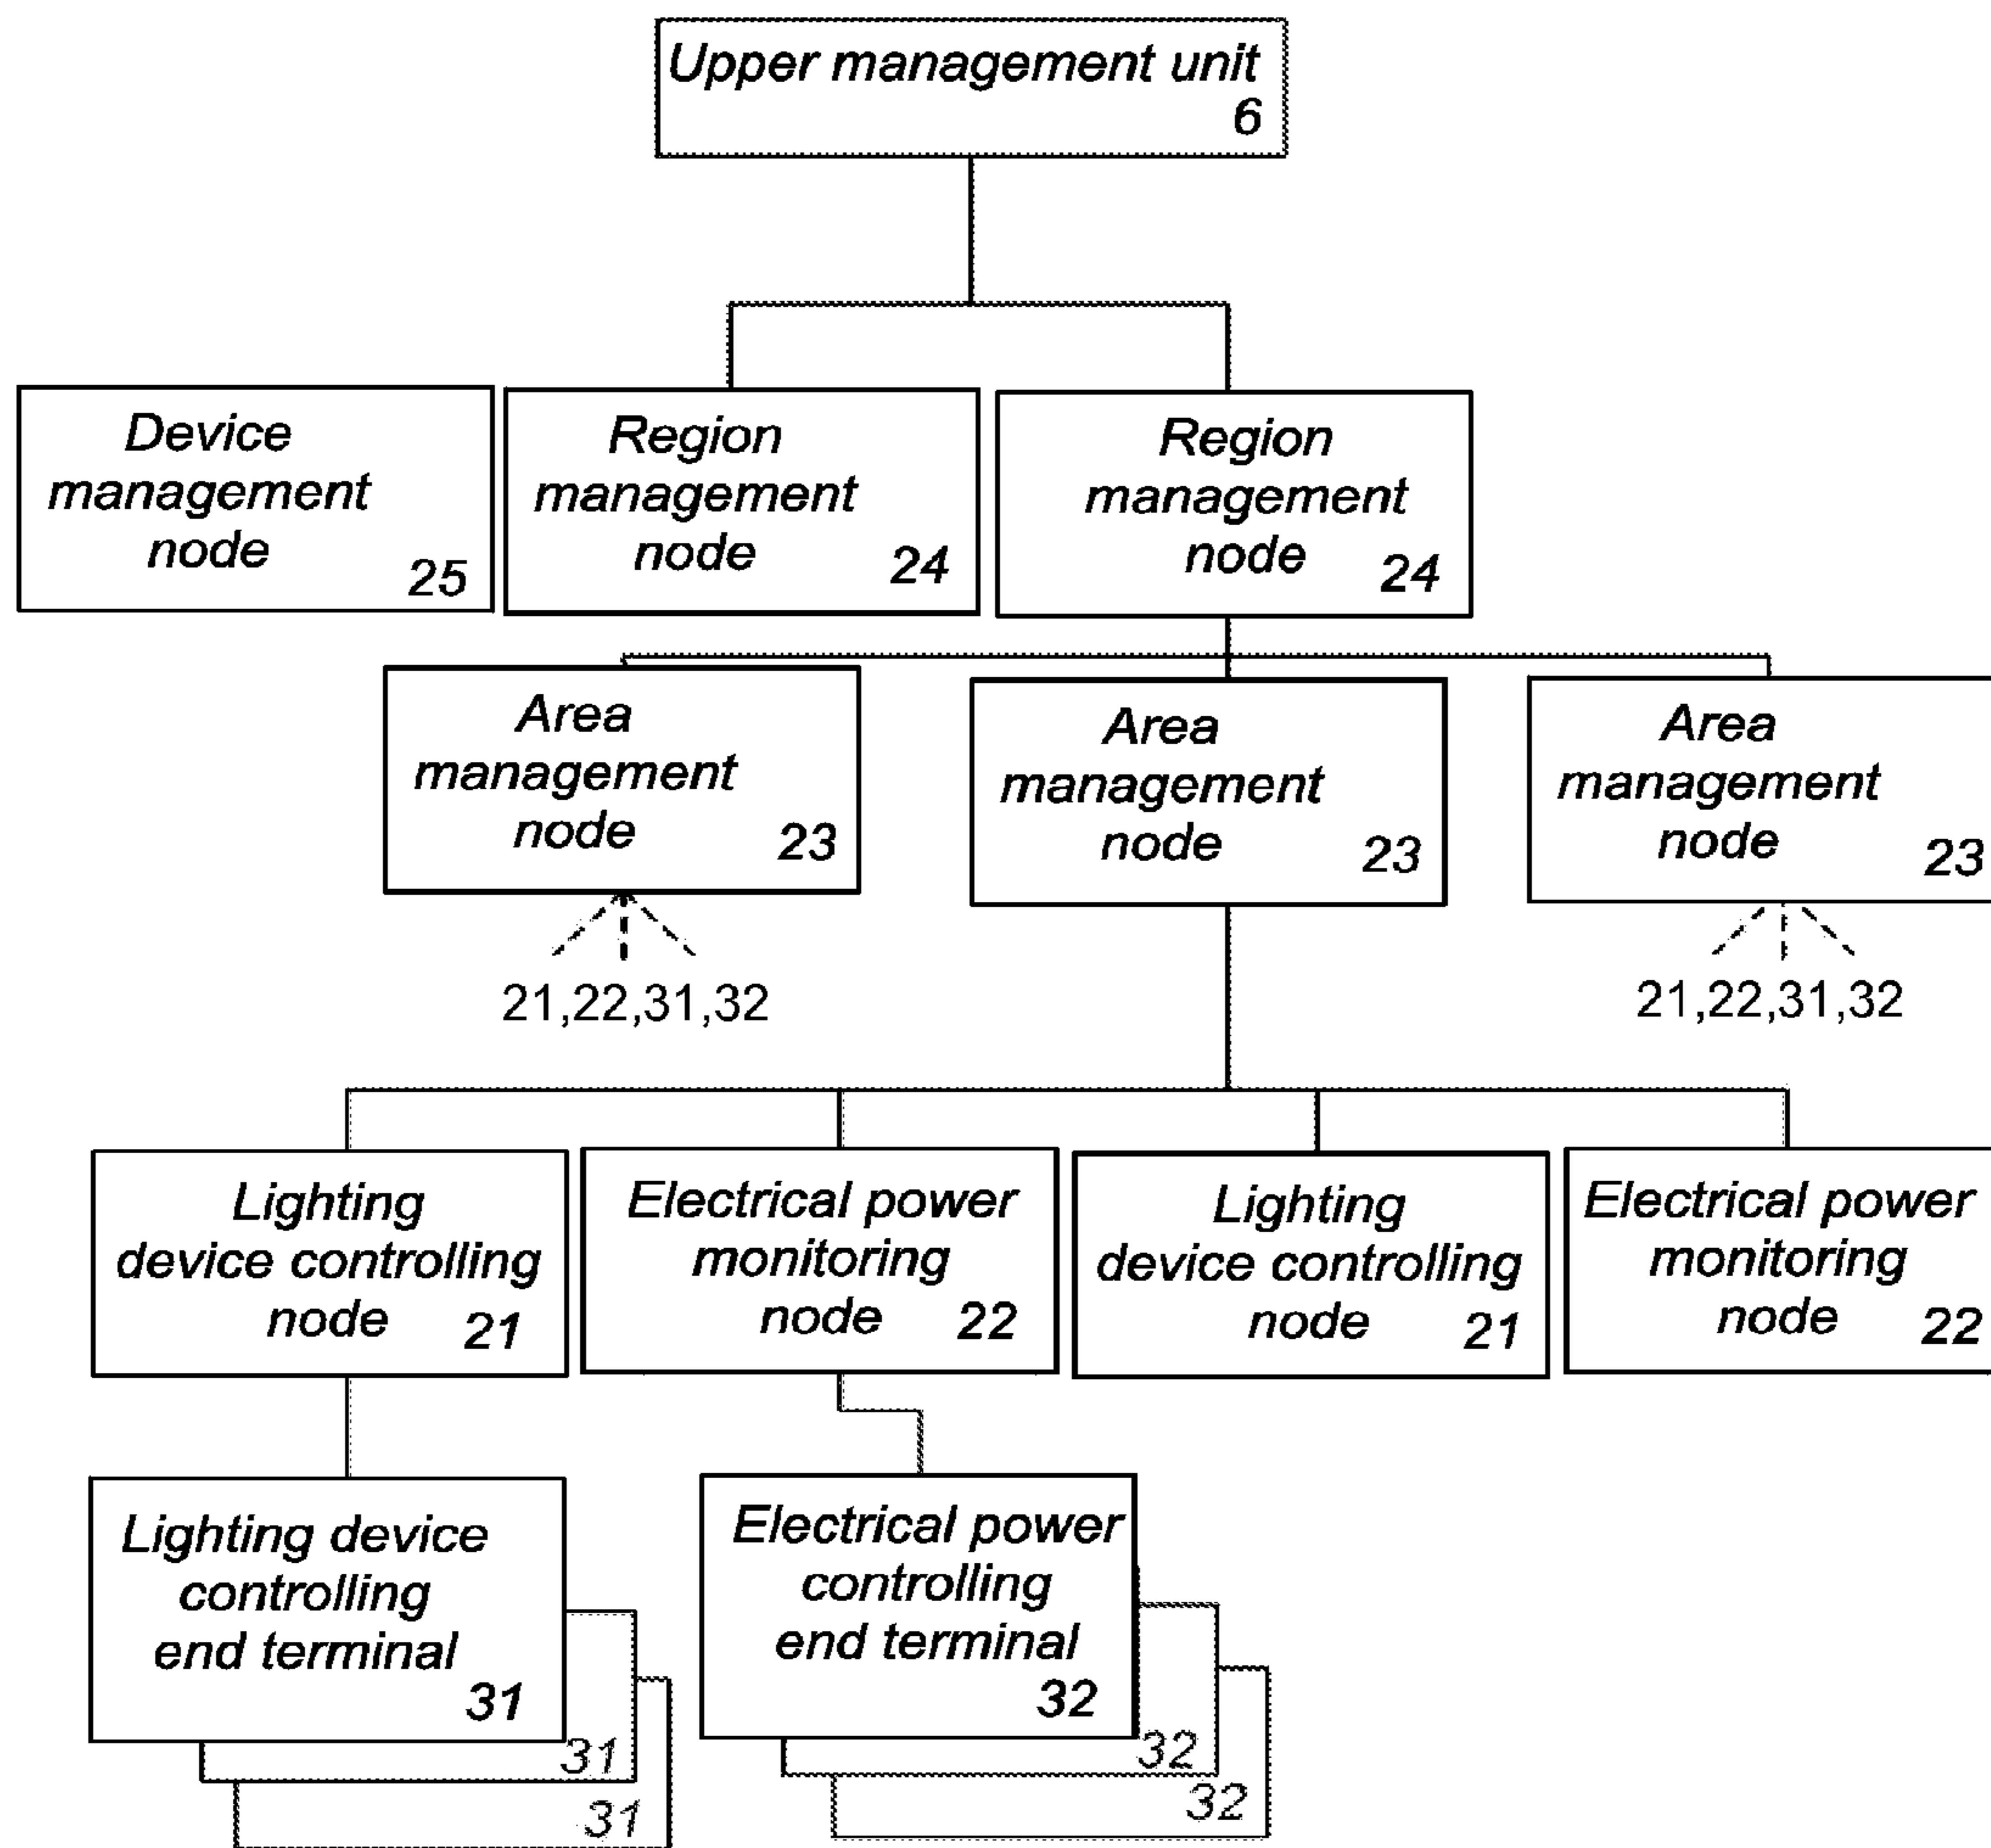 Upper management unit
6
Device
management
node
25
Region
management
node
24
Region
management
node
24
Area
management
node
23
Area
management
node
23
Area
management
node
23
21,22,31,32
21,22,31,32
Lighting
device controlling
node
21
Electrical power
monitoring
node
22
Lighting
device controlling
node
21
Electrical power
monitoring
node
22
Lighting device
controlling
end terminal
31
31
31
Electrical power
controlling
end terminal
32
32
32